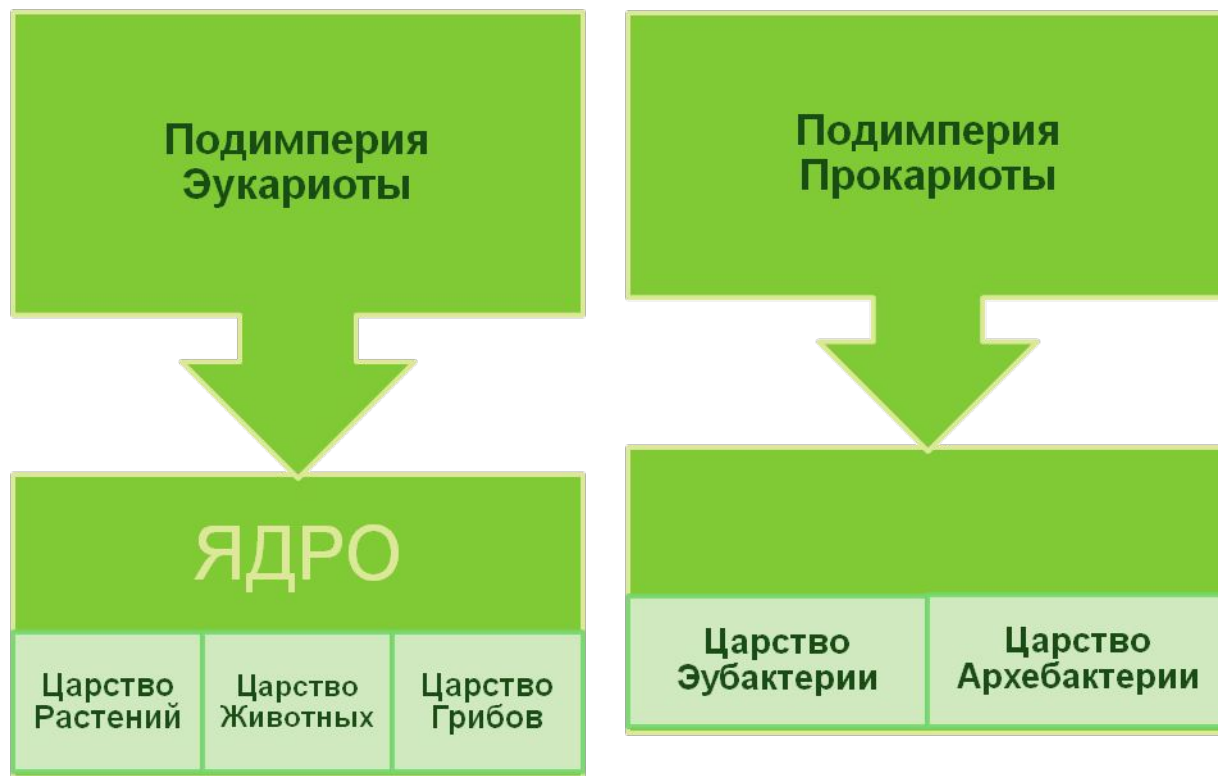 Подимперия
Эукариоты
ЯДРО
Царство
Растений
Царство
Животных
Царство
Грибов
Подимперия
Прокариоты
Царство
Эубактерии
Царство
Архебактерии